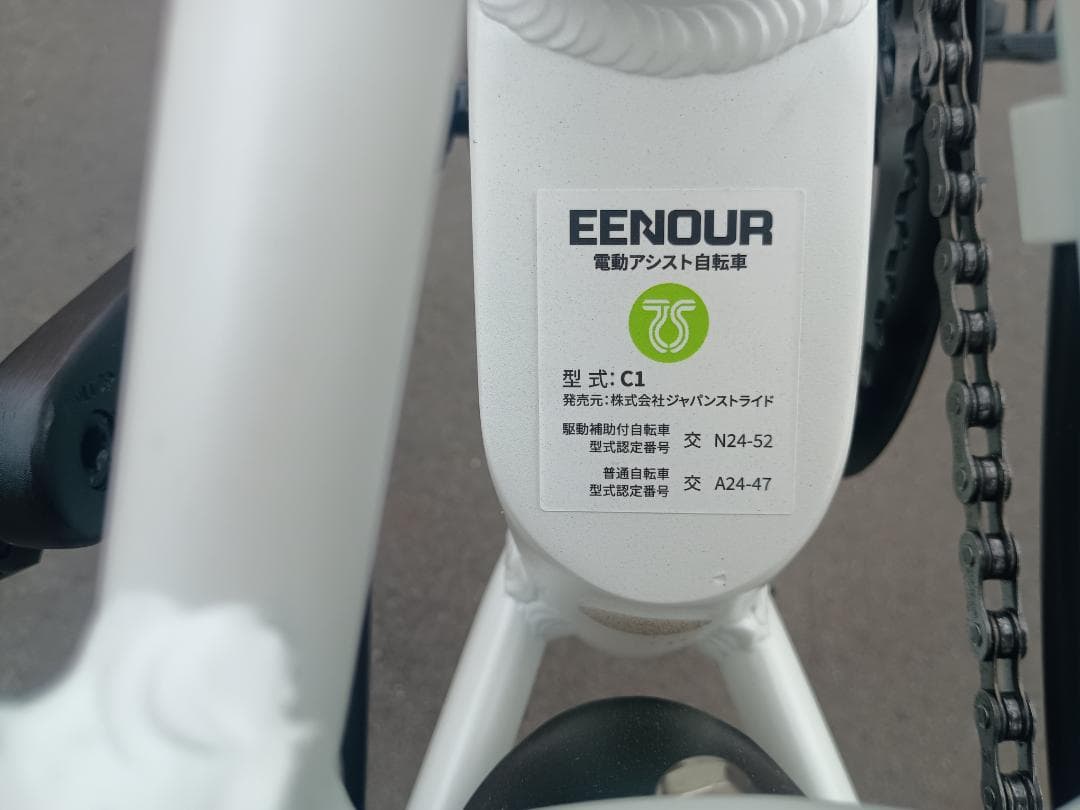 EENOUR
電動アシスト自転車
TS
型 式：C1
発売元：株式会社ジャパンストライド
駆動補助付自転車
型式認定番号 交 N24-52
普通自転車
型式認定番号 交 A24-47